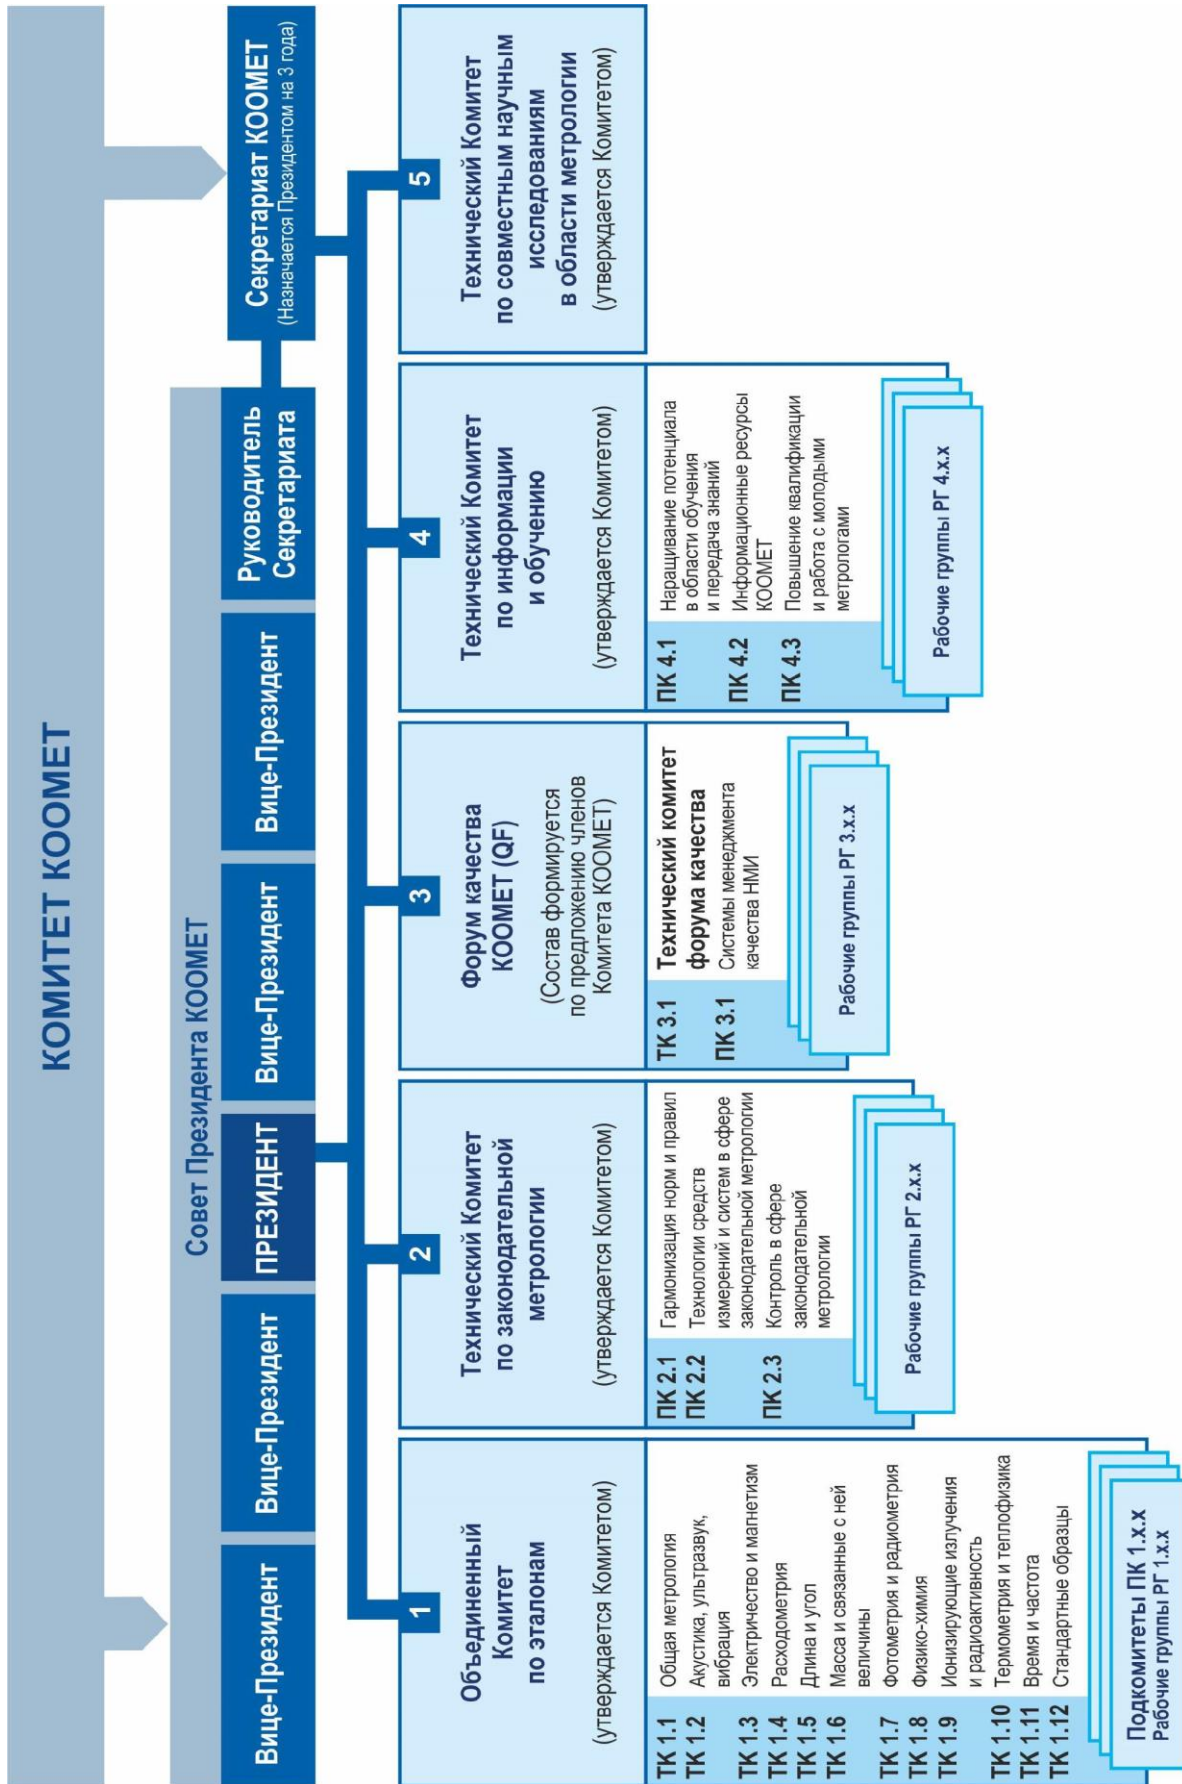 КОМИТЕТ КООМЕТ
Совет Президента КООМЕТ
Вице-Президент
Вице-Президент
ПРЕЗИДЕНТ
Вице-Президент
Вице-Президент
Руководитель
Секретариата
Секретариат КООМЕТ
(Назначается Президентом на 3 года)
1
Объединенный
Комитет
по эталонам
(утверждается Комитетом)
ТК 1.1 Общая метрология
ТК 1.2 Акустика, ультразвук,
вибрация
ТК 1.3 Электричество и магнетизм
ТК 1.4 Расходометрия
ТК 1.5 Длина и угол
ТК 1.6 Масса и связанные с ней
величины
ТК 1.7 Фотометрия и радиометрия
ТК 1.8 Физико-химия
ТК 1.9 Ионизирующие излучения
и радиоактивность
ТК 1.10 Термометрия и теплофизика
ТК 1.11 Время и частота
ТК 1.12 Стандартные образцы
Подкомитеты ПК 1.x.x
Рабочие группы РГ 1.x.x
2
Технический Комитет
по законодательной
метрологии
(утверждается Комитетом)
ПК 2.1 Гармонизация норм и правил
ПК 2.2 Технологии средств
измерений и систем в сфере
законодательной метрологии
ПК 2.3 Контроль в сфере
законодательной
метрологии
Рабочие группы РГ 2.x.x
3
Форум качества
КООМЕТ (QF)
(Состав формируется
по предложению членов
Комитета КООМЕТ)
ТК 3.1 Технический комитет
форума качества
ПК 3.1 Системы менеджмента
качества НМИ
Рабочие группы РГ 3.x.x
4
Технический Комитет
по информации
и обучению
(утверждается Комитетом)
ПК 4.1 Наращивание потенциала
в области обучения
и передача знаний
ПК 4.2 Информационные ресурсы
КООМЕТ
ПК 4.3 Повышение квалификации
и работа с молодыми
метрологами
Рабочие группы РГ 4.x.x
5
Технический Комитет
по совместным научным
исследованиям
в области метрологии
(утверждается Комитетом)